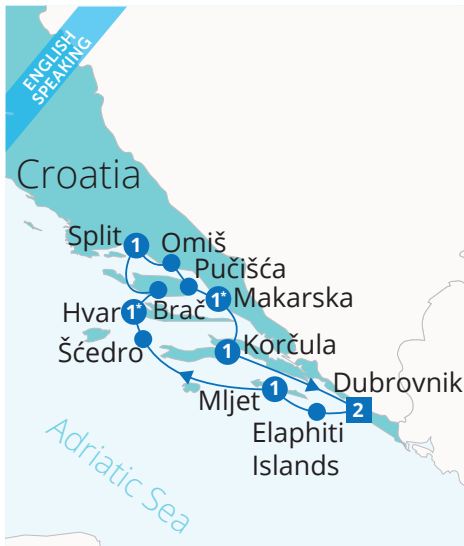 ENGLISH
SPEAKING
Croatia
Split
1
Omiš
Pučišća
1*
Makarska
Hvar
1*
Brač
Šćedro
1
Korčula
Mljet
1
Dubrovnik
2
Elaphiti
Islands
Adriatic Sea